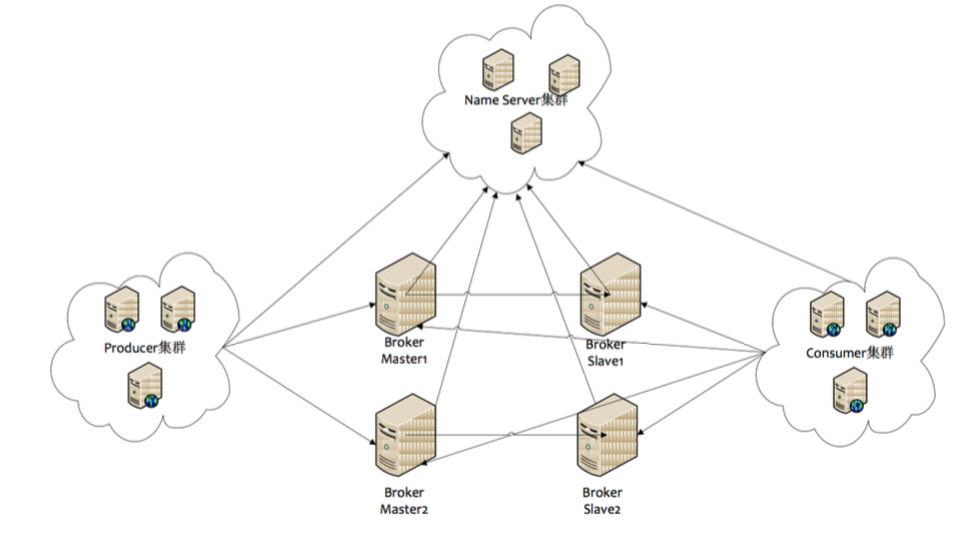 Name Server集群
Producer集群
Broker
Master1
Broker
Slave1
Consumer集群
Broker
Master2
Broker
Slave2